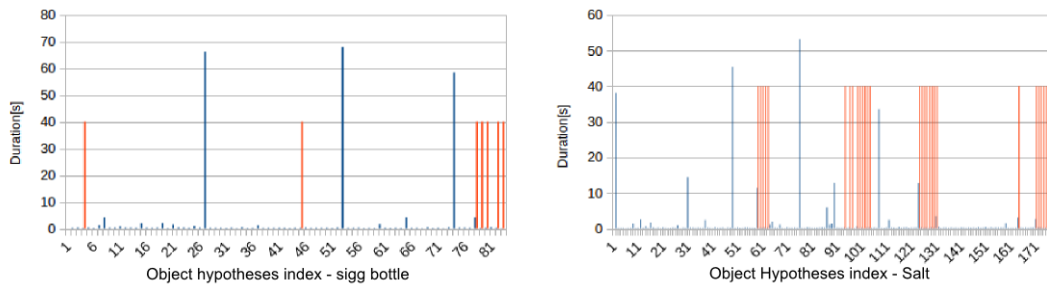 80
70
60
50
40
30
20
10
0
Duration[s]
1 6 11 16 21 26 31 36 41 46 51 56 61 66 71 76 81
Object hypotheses index - sigg bottle
60
50
40
30
20
10
0
Duration[s]
1 11 21 31 41 51 61 71 81 91 101 111 121 131 141 151 161 171
Object Hypotheses index - Salt